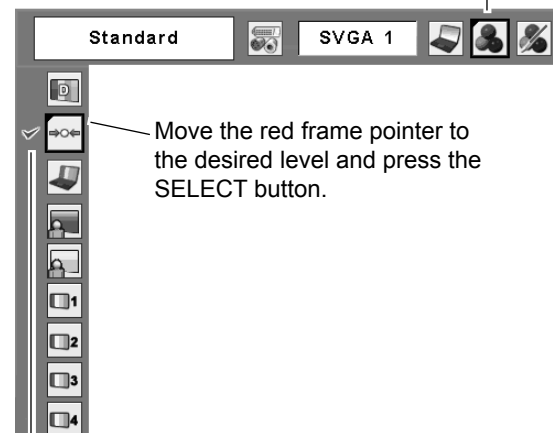 Standard
SVGA 1
D
Move the red frame pointer to
the desired level and press the
SELECT button.
1
2
3
4